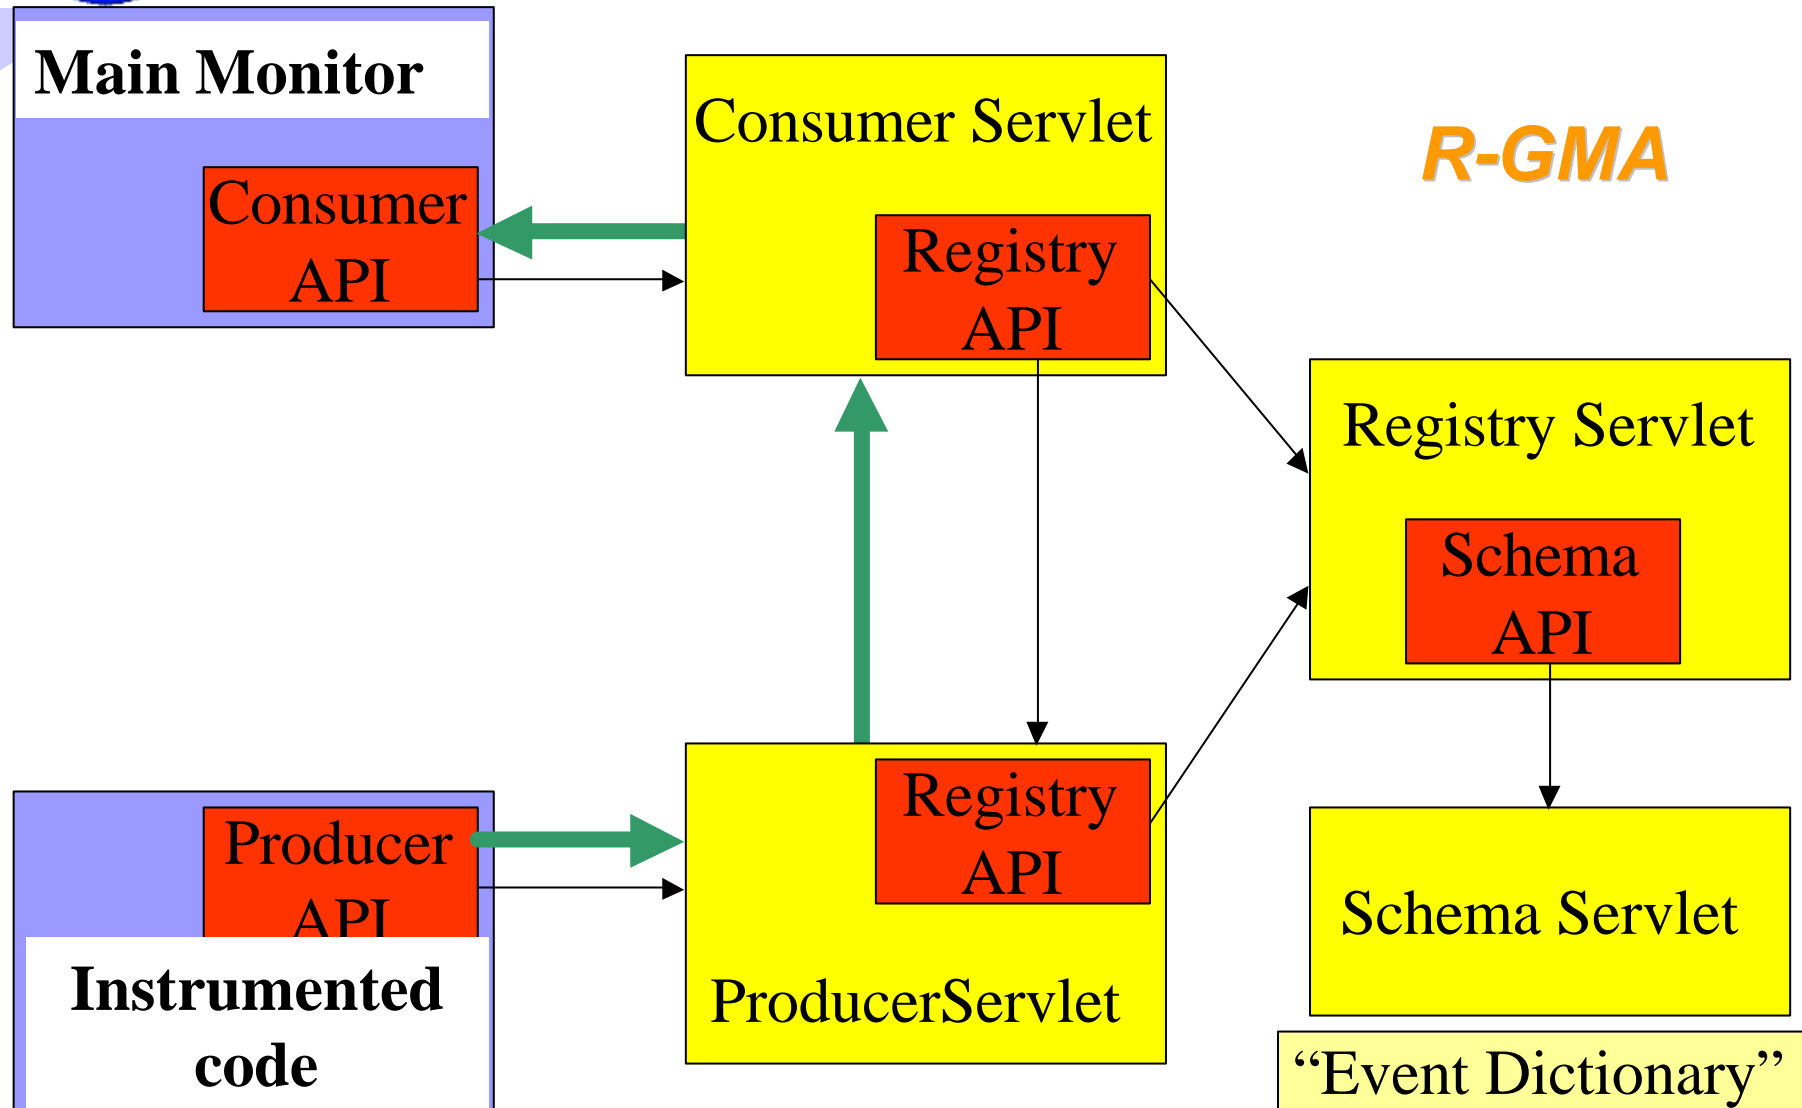 Main Monitor
Consumer
API
Consumer Servlet
Registry
API
R-GMA
Registry Servlet
Schema
API
Producer
API
Instrumented
code
Registry
API
ProducerServlet
Schema Servlet
“Event Dictionary”